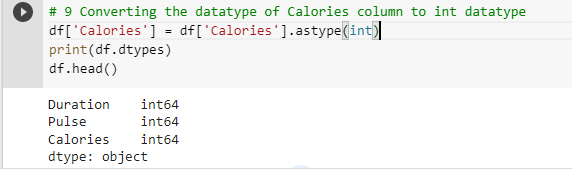 # 9 Converting the datatype of Calories column to int datatype
df['Calories'] = df['Calories'].astype(int)
print(df.dtypes)
df.head()
Duration    int64
Pulse       int64
Calories    int64
dtype: object